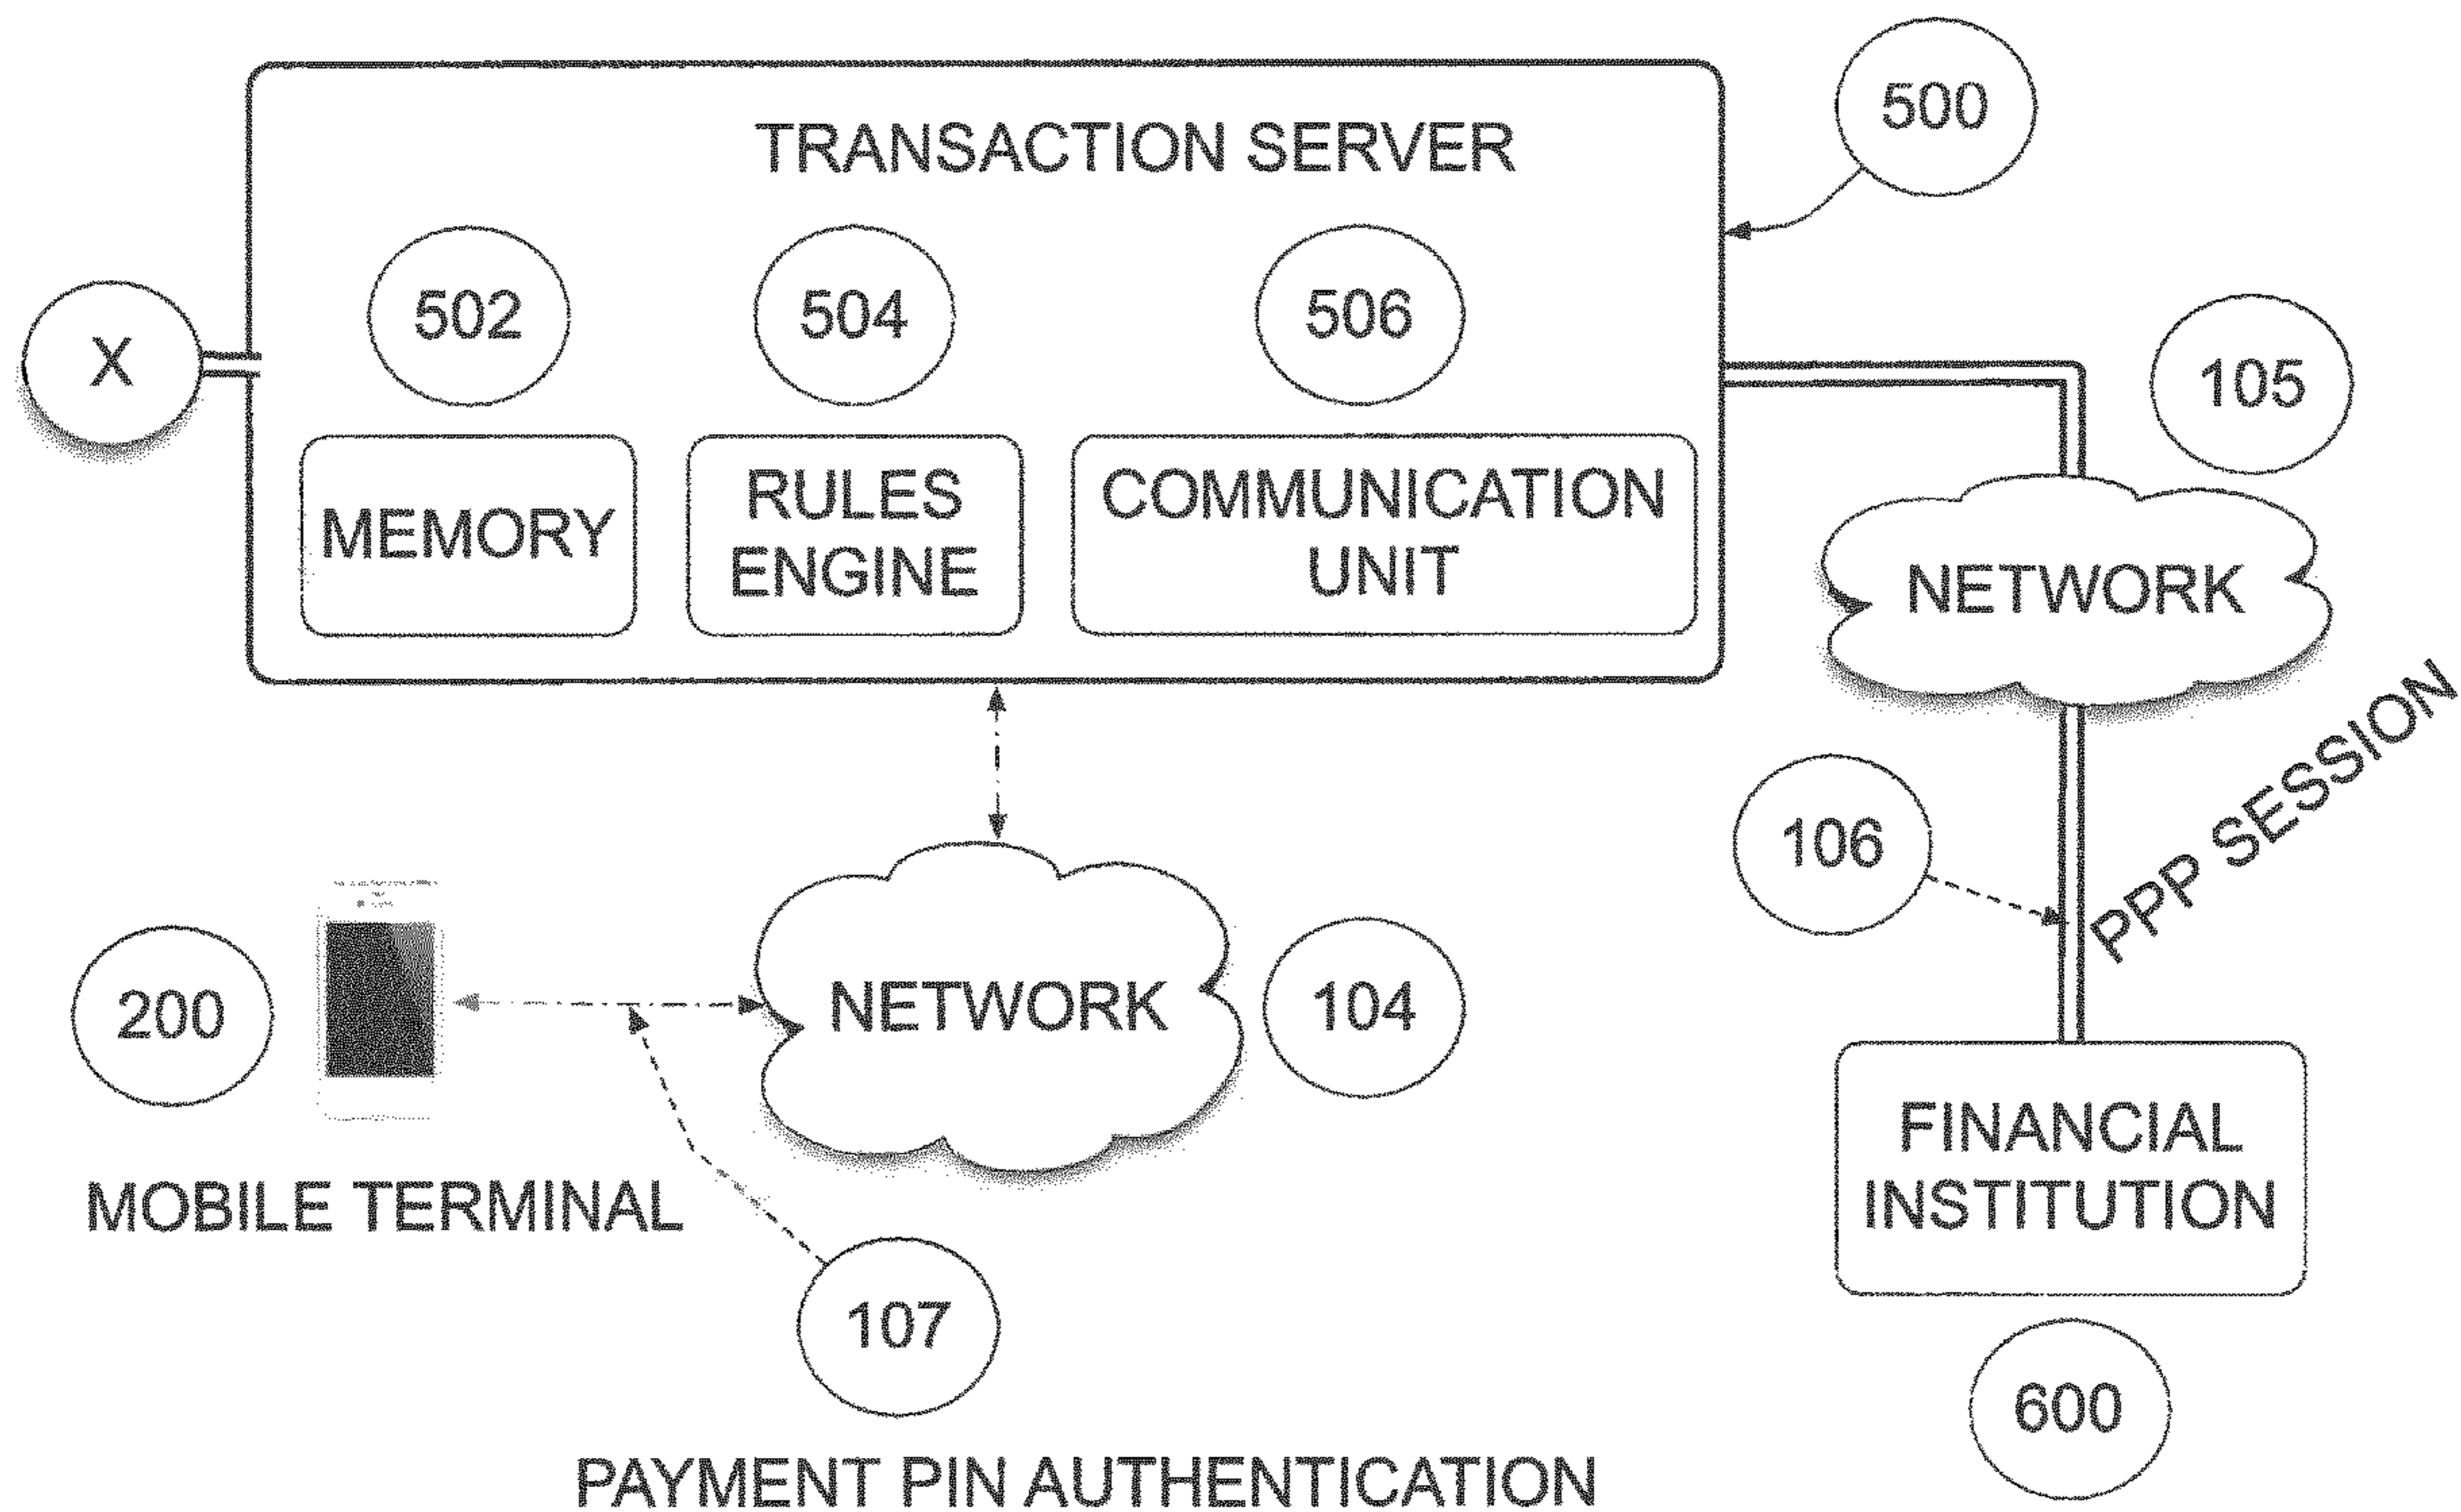 500
TRANSACTION SERVER
502
504
506
X
105
MEMORY
RULES
ENGINE
COMMUNICATION
UNIT
NETWORK
106
PPP SESSION
200
NETWORK
104
MOBILE TERMINAL
FINANCIAL
INSTITUTION
107
600
PAYMENT PIN AUTHENTICATION